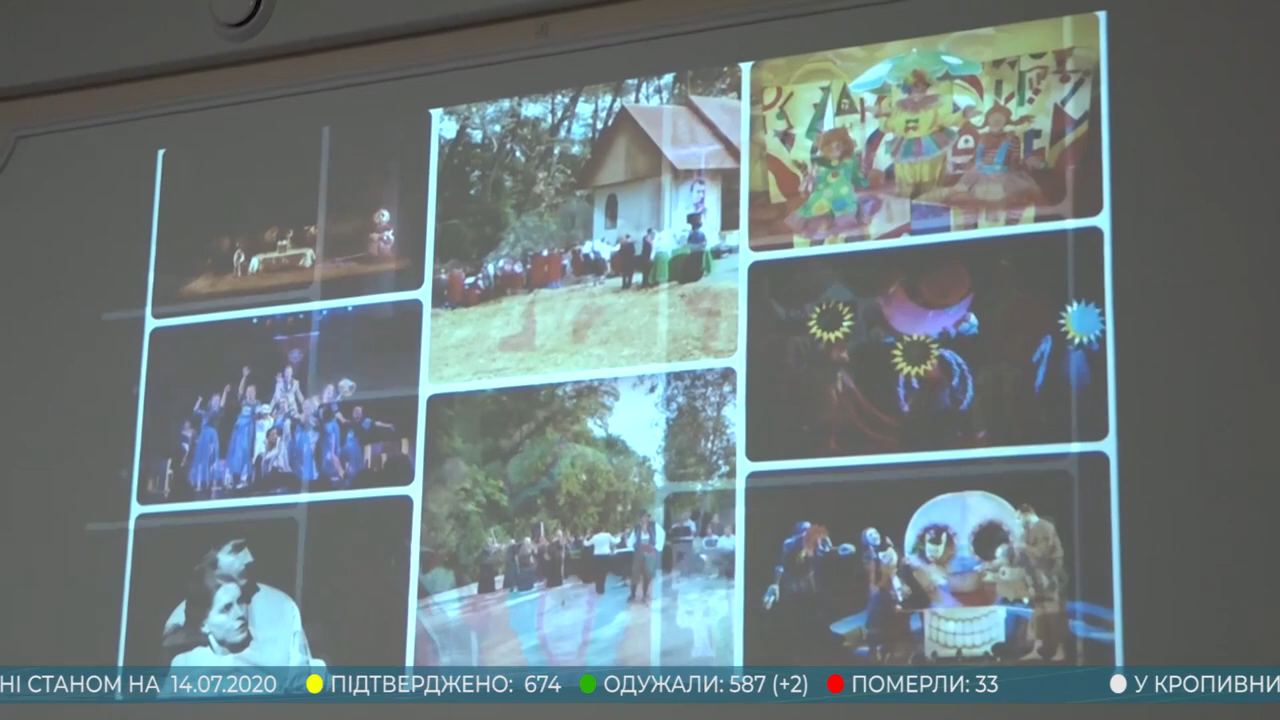 НІ СТАНОМ НА 14.07.2020 ПІДТВЕРДЖЕНО: 674 ОДУЖАЛИ: 587 (+2) ПОМЕРЛИ: 33 У КРОПИВНИ